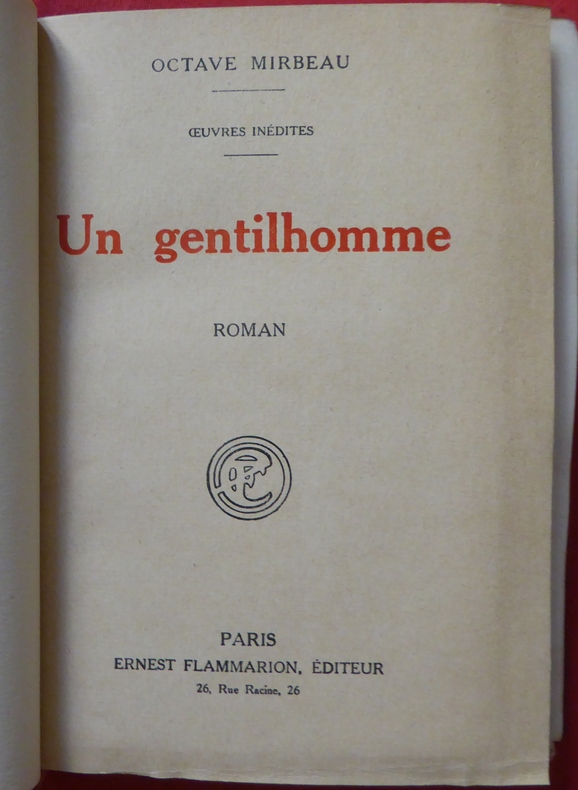 OCTAVE MIRBEAU
ŒUVRES INÉDITES
Un gentilhomme
ROMAN
PARIS
ERNEST FLAMMARION, ÉDITEUR
26, Rue Racine, 26